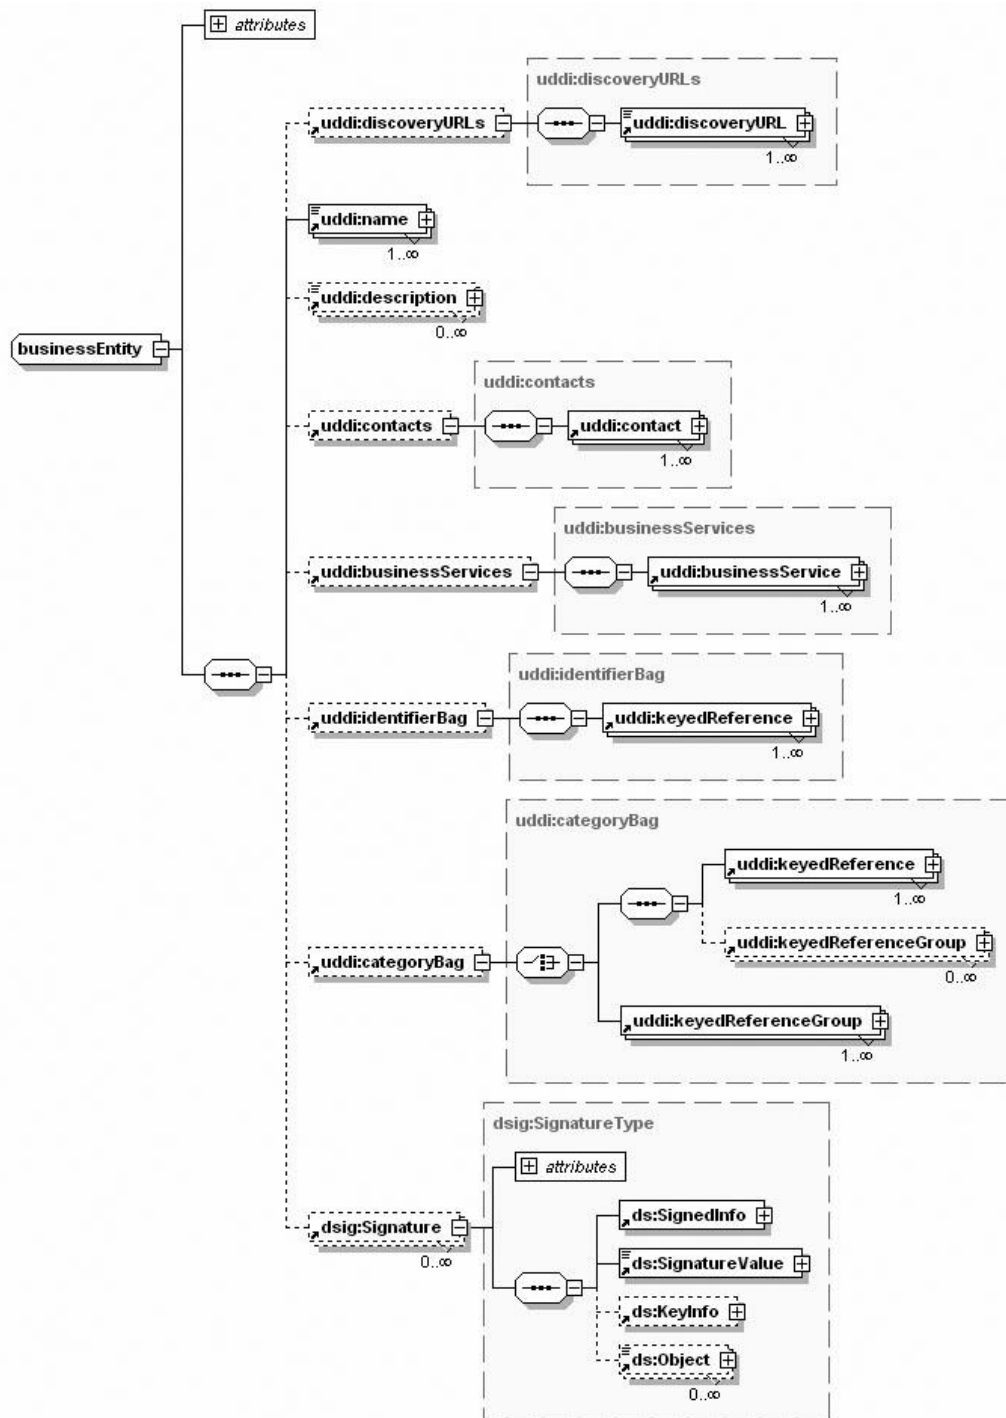 attributes
uddi:discoveryURLs
uddi:discoveryURLs
uddi:discoveryURL
1..∞
uddi:name
1..∞
uddi:description
0..∞
businessEntity
uddi:contacts
uddi:contacts
uddi:contact
1..∞
uddi:businessServices
uddi:businessServices
uddi:businessService
1..∞
uddi:identifierBag
uddi:identifierBag
uddi:keyedReference
1..∞
uddi:categoryBag
uddi:keyedReference
1..∞
uddi:keyedReferenceGroup
0..∞
uddi:categoryBag
uddi:keyedReferenceGroup
1..∞
dsig:SignatureType
attributes
ds:SignedInfo
dsig:Signature
0..∞
ds:SignatureValue
ds:KeyInfo
ds:Object
0..∞